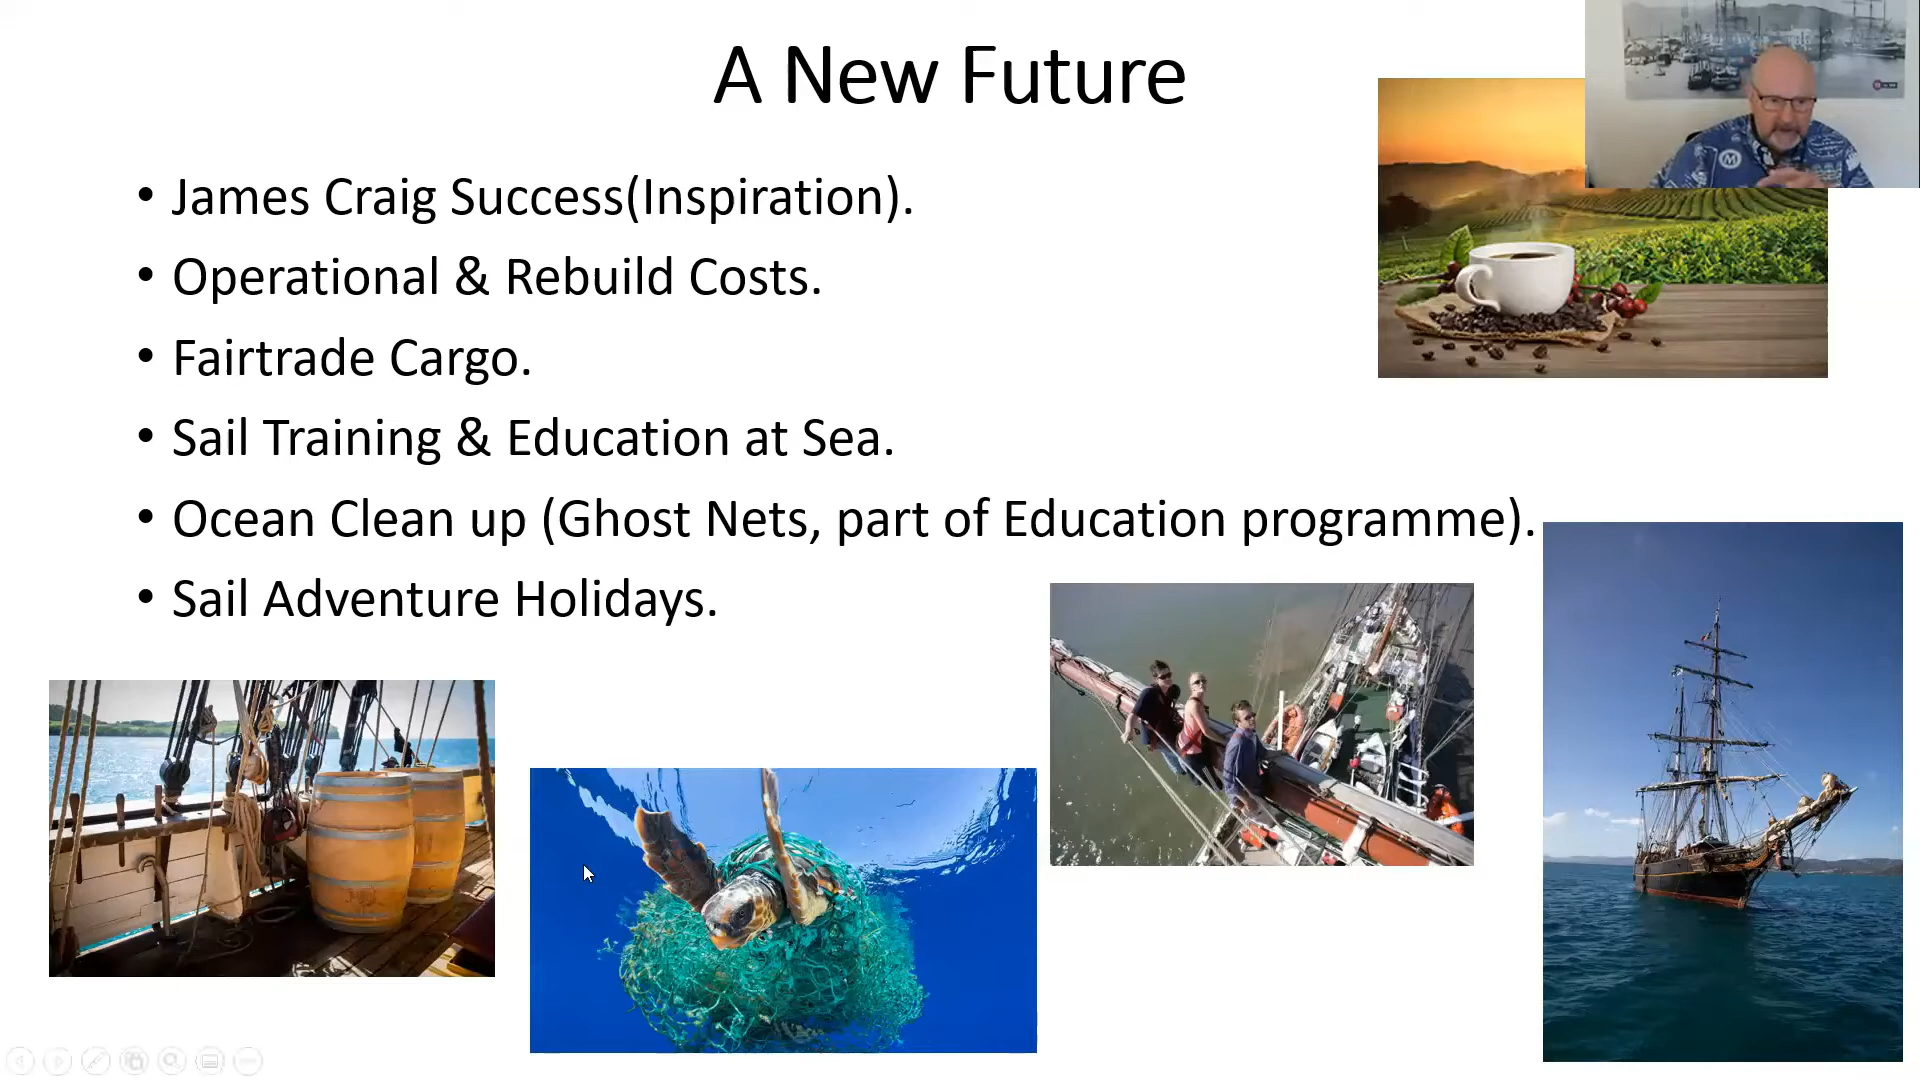 A New Future
• James Craig Success(Inspiration).
• Operational & Rebuild Costs.
• Fairtrade Cargo.
• Sail Training & Education at Sea.
• Ocean Clean up (Ghost Nets, part of Education programme).
• Sail Adventure Holidays.